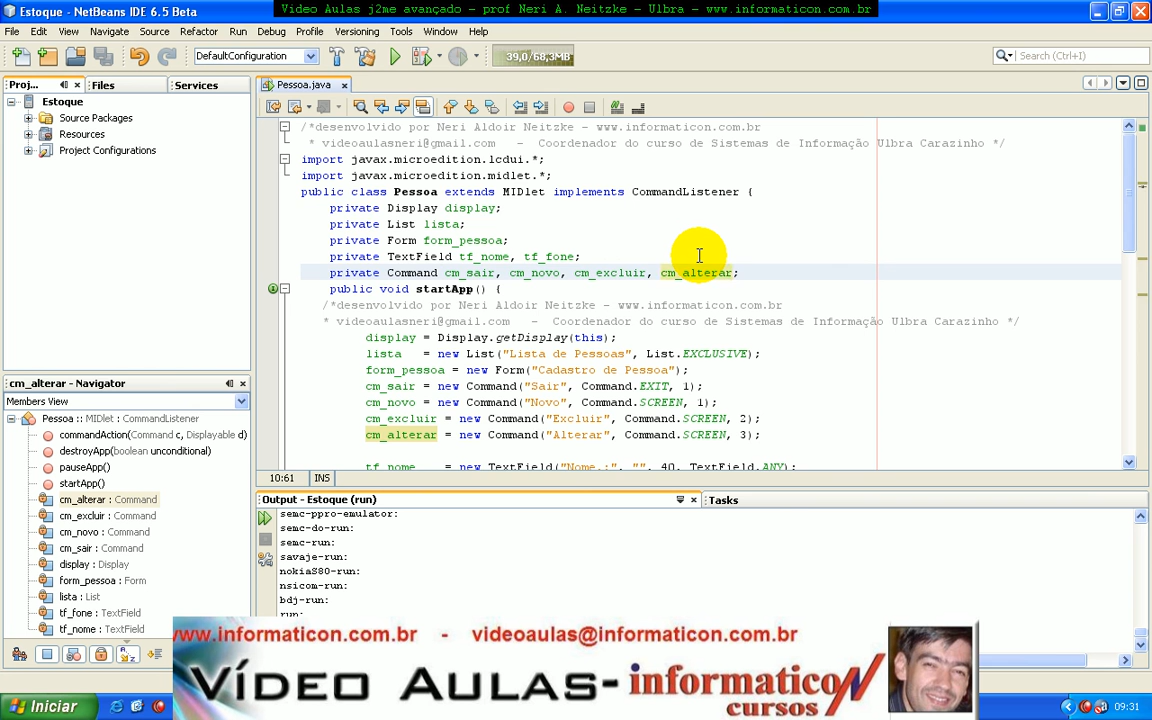 Estoque - NetBeans IDE 6.5 Beta
Video Aulas j2me avançado - prof Neri A. Neitzke - Ulbra - www.informaticon.com.br
File Edit View Navigate Source Refactor Run Debug Profile Versioning Tools Window Help
DefaultConfiguration
39,0/68,3MB
Search (Ctrl+I)
Proj... Files Services
Pessoa.java
Estoque
Source Packages
Resources
Project Configurations
/*desenvolvido por Neri Aldoir Neitzke - www.informaticon.com.br
* videoaulasneri@gmail.com - Coordenador do curso de Sistemas de Informação Ulbra Carazinho */
import javax.microedition.lcdui.*;
import javax.microedition.midlet.*;
public class Pessoa extends MIDlet implements CommandListener {
private Display display;
private List lista;
private Form form_pessoa;
private TextField tf_nome, tf_fone;
private Command cm_sair, cm_novo, cm_excluir, cm_alterar;
public void startApp() {
/*desenvolvido por Neri Aldoir Neitzke - www.informaticon.com.br
* videoaulasneri@gmail.com - Coordenador do curso de Sistemas de Informação Ulbra Carazinho */
display = Display.getDisplay(this);
lista = new List("Lista de Pessoas", List.EXCLUSIVE);
form_pessoa = new Form("Cadastro de Pessoa");
cm_sair = new Command("Sair", Command.EXIT, 1);
cm_novo = new Command("Novo", Command.SCREEN, 1);
cm_excluir = new Command("Excluir", Command.SCREEN, 2);
cm_alterar = new Command("Alterar", Command.SCREEN, 3);
tf_nome = new TextField("Nome.:", "", 40, TextField.ANY);
10:61 INS
cm_alterar - Navigator
Members View
Pessoa :: MIDlet : CommandListener
commandAction(Command c, Displayable d)
destroyApp(boolean unconditional)
pauseApp()
startApp()
cm_alterar : Command
cm_excluir : Command
cm_novo : Command
cm_sair : Command
display : Display
form_pessoa : Form
lista : List
tf_fone : TextField
tf_nome : TextField
Output - Estoque (run)
Tasks
semc-ppro-emulator:
semc-do-run:
semc-run:
savaje-run:
nokiaS80-run:
nsicom-run:
bdj-run:
run:
www.informaticon.com.br - videoaulas@informaticon.com.br
Vídeo Aulas- informaticoN
cursos
Iniciar
09:31